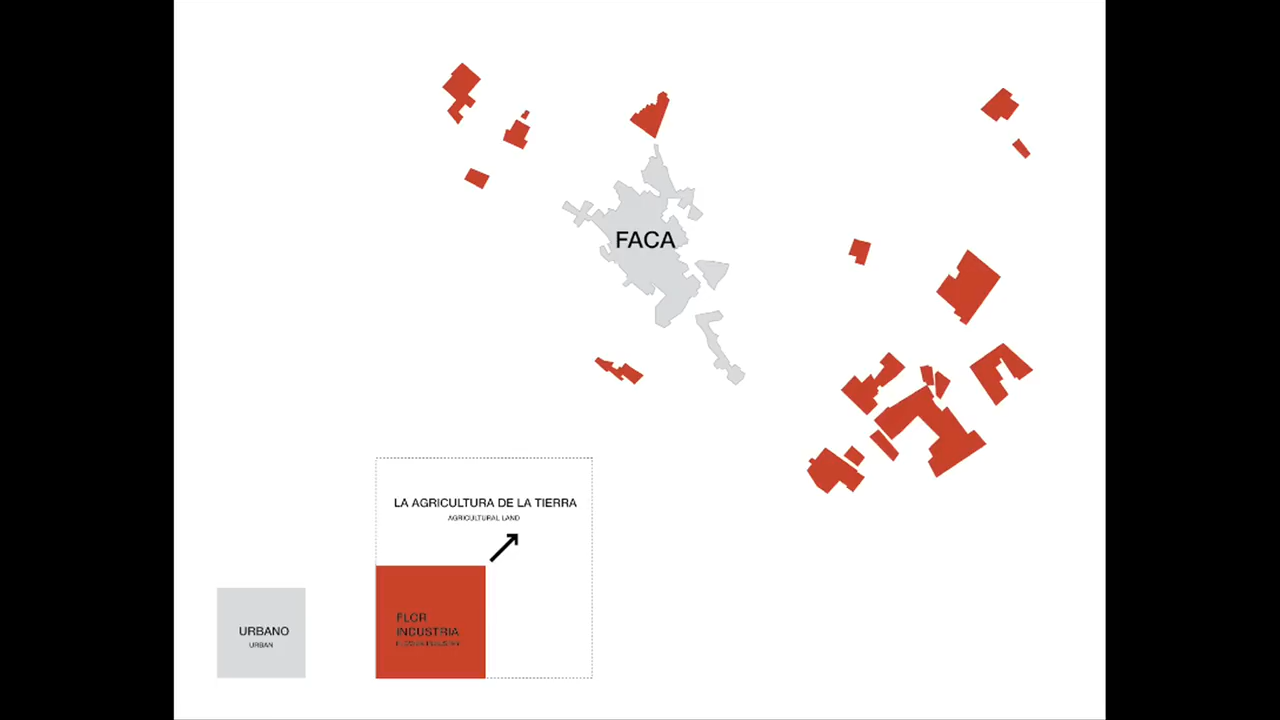 FACA
LA AGRICULTURA DE LA TIERRA
AGRICULTURAL LAND
FLOR
INDUSTRIA
URBANO
URBAN